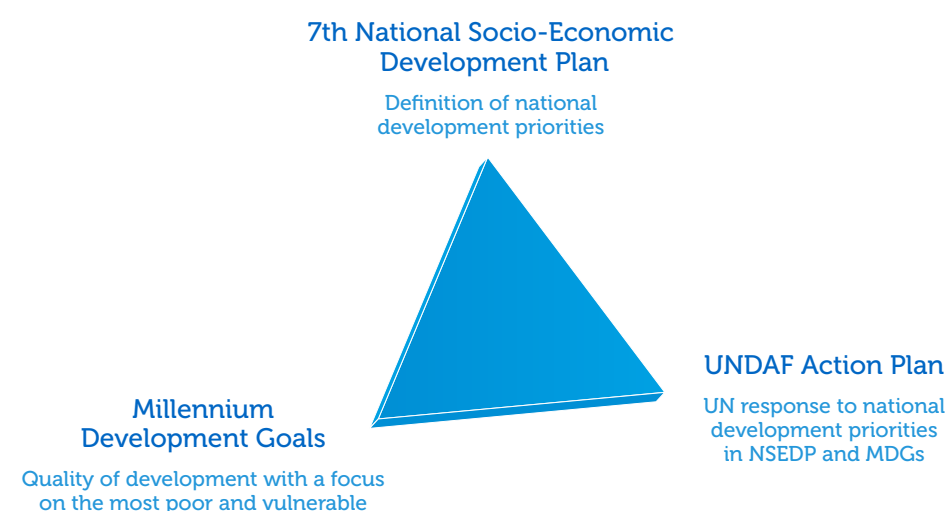 7th National Socio-Economic
Development Plan
Definition of national
development priorities
Millennium
Development Goals
Quality of development with a focus
on the most poor and vulnerable
UNDAF Action Plan
UN response to national
development priorities
in NSEDP and MDGs